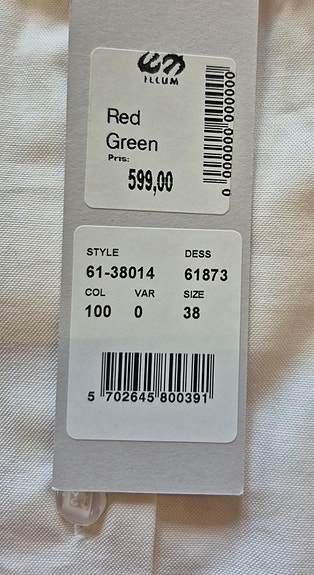 ILLUM
Red
Green
Pris:
599,00
0 000000 000000
STYLE DESS
61-38014 61873
COL VAR SIZE
100 0 38
5 702645 800391